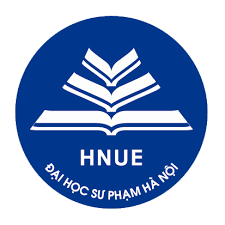 HNUE
ĐẠI HỌC SƯ PHẠM HÀ NỘI